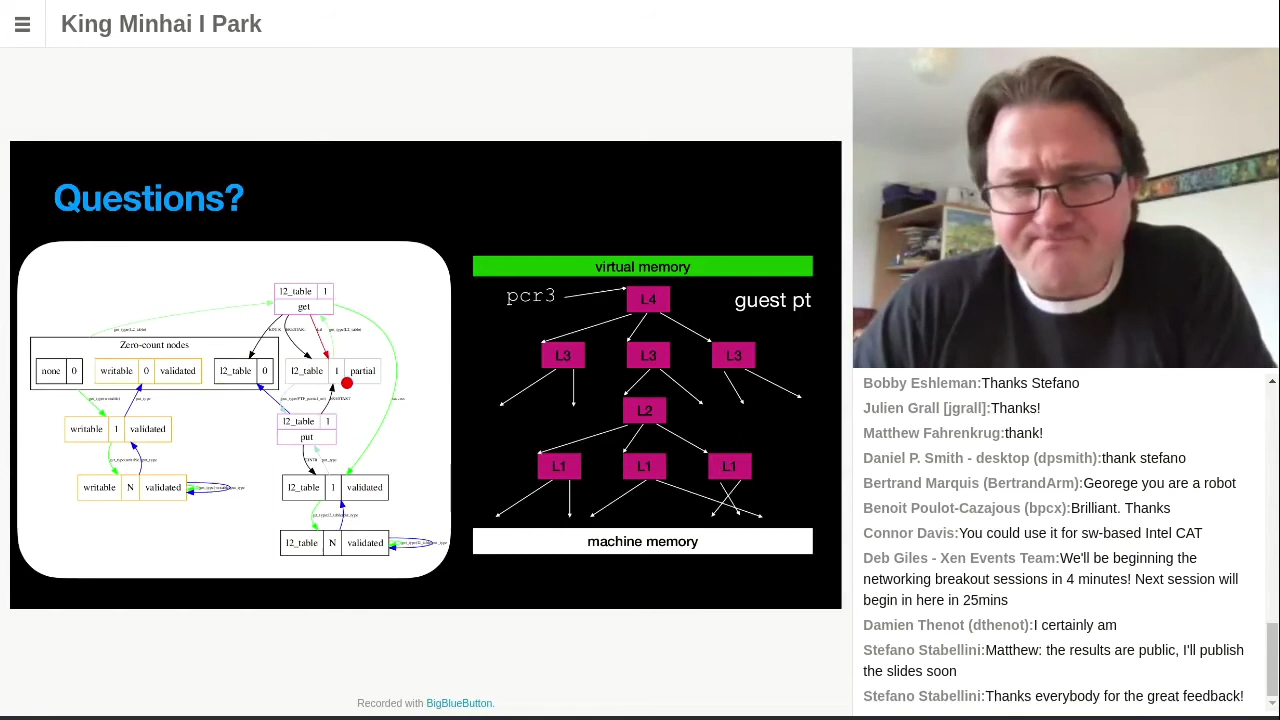 King Minhai I Park
Questions?
l2_table 1
get
Zero-count nodes
none 0
writable 0 validated
l2_table 0
l2_table 1 partial
writable 1 validated
l2_table 1
put
writable N validated
l2_table 1 validated
l2_table N validated
virtual memory
pcr3
L4
guest pt
L3
L3
L3
L2
L1
L1
L1
machine memory
Bobby Eshleman:Thanks Stefano
Julien Grall [jgrall]:Thanks!
Matthew Fahrenkrug:thank!
Daniel P. Smith - desktop (dpsmith):thank stefano
Bertrand Marquis (BertrandArm):Georege you are a robot
Benoit Poulot-Cazajous (bpcx):Brilliant. Thanks
Connor Davis:You could use it for sw-based Intel CAT
Deb Giles - Xen Events Team:We'll be beginning the
networking breakout sessions in 4 minutes! Next session will
begin in here in 25mins
Damien Thenot (dthenot):I certainly am
Stefano Stabellini:Matthew: the results are public, I'll publish
the slides soon
Stefano Stabellini:Thanks everybody for the great feedback!
Recorded with BigBlueButton.